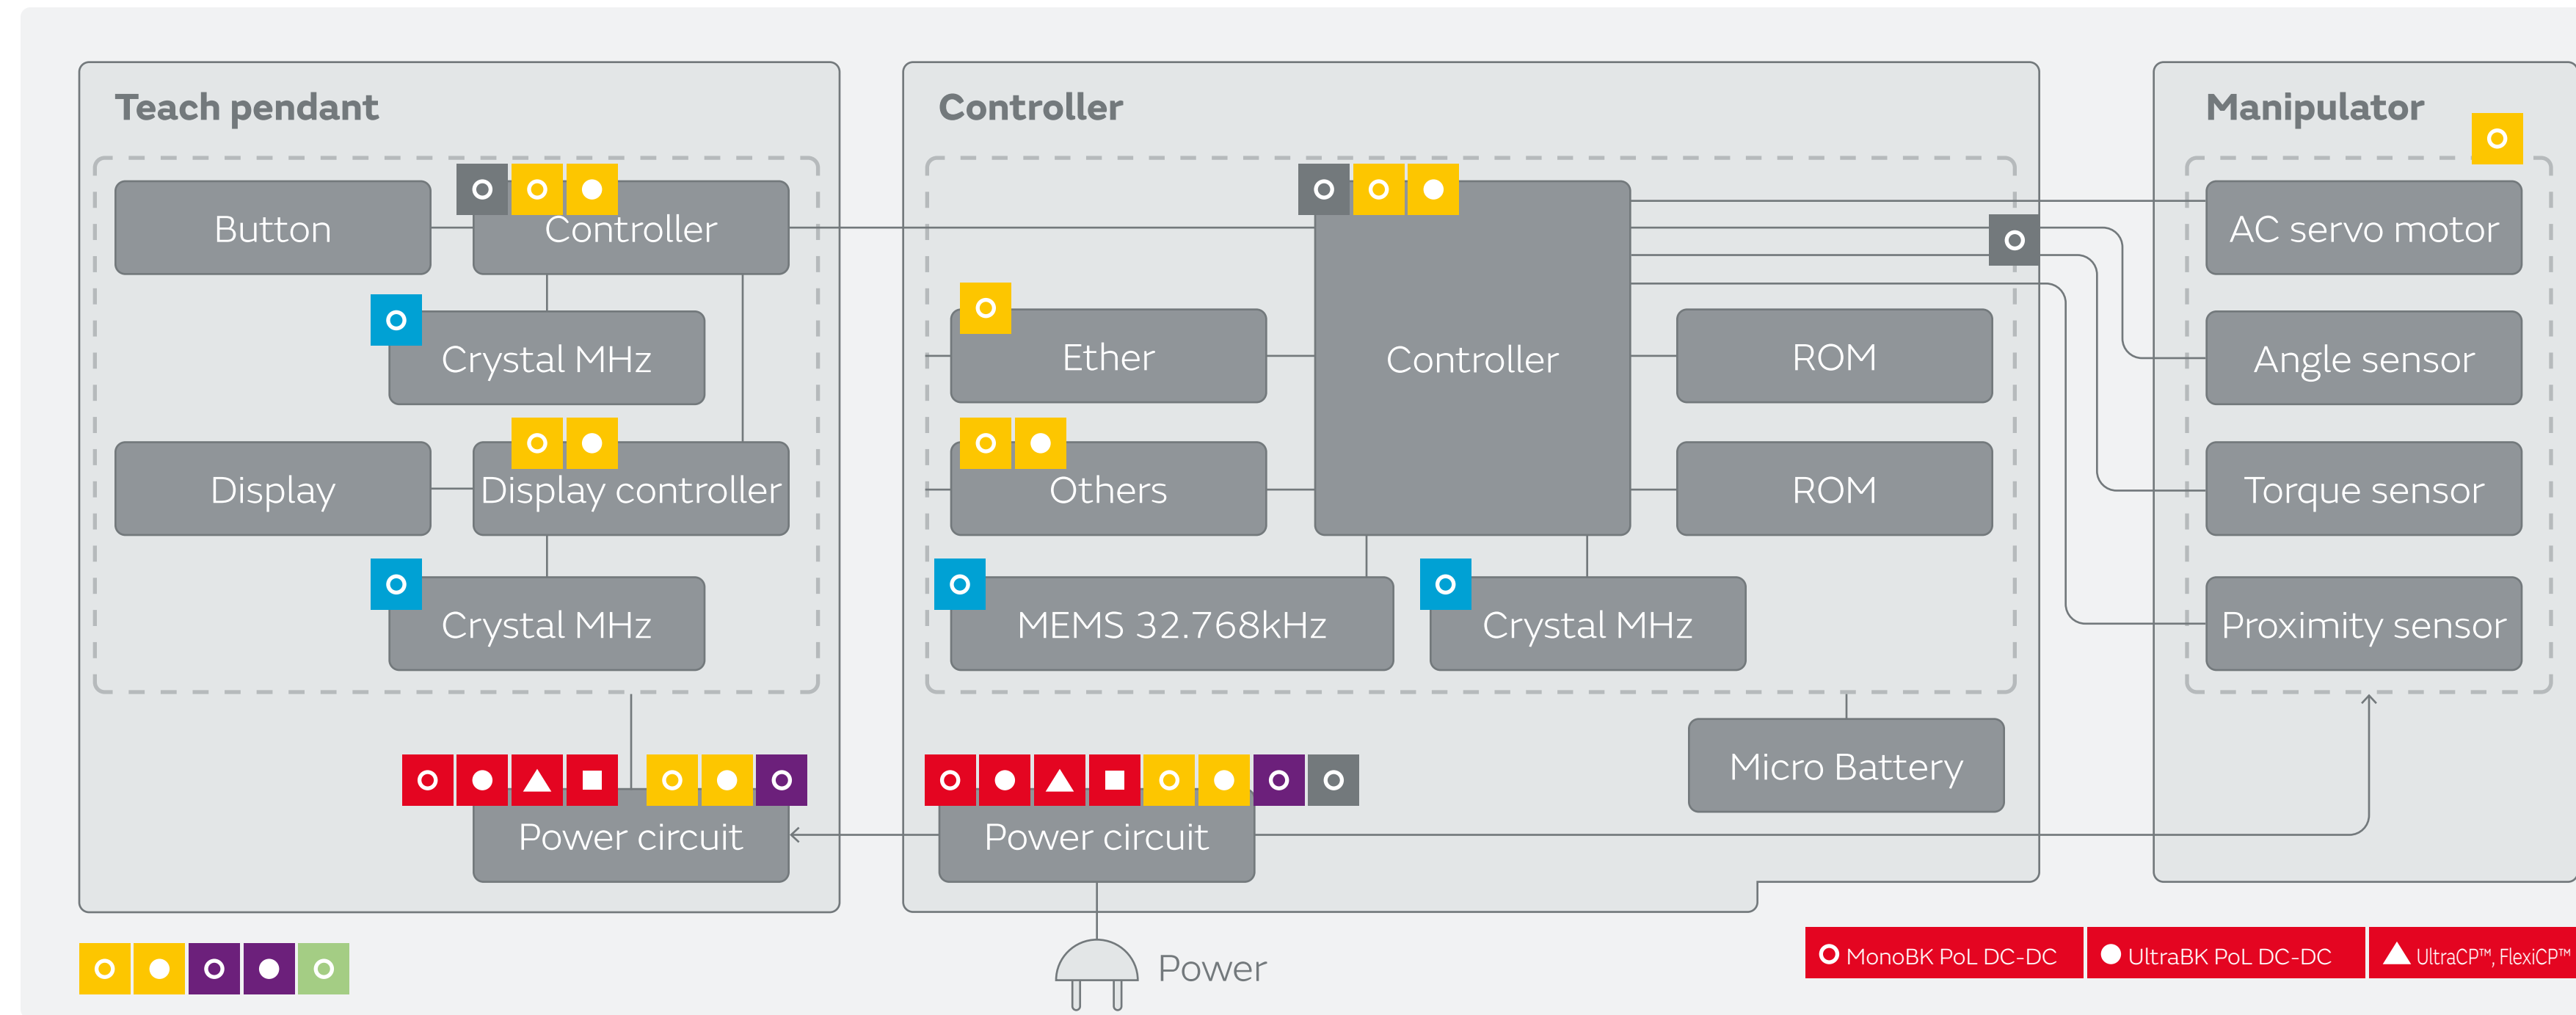 Teach pendant
Button
Controller
Crystal MHz
Display
Display controller
Crystal MHz
Power circuit
Controller
Controller
Ether
ROM
Others
ROM
MEMS 32.768kHz
Crystal MHz
Micro Battery
Power circuit
Power
Manipulator
AC servo motor
Angle sensor
Torque sensor
Proximity sensor
MonoBK PoL DC-DC
UltraBK PoL DC-DC
UltraCP™, FlexiCP™